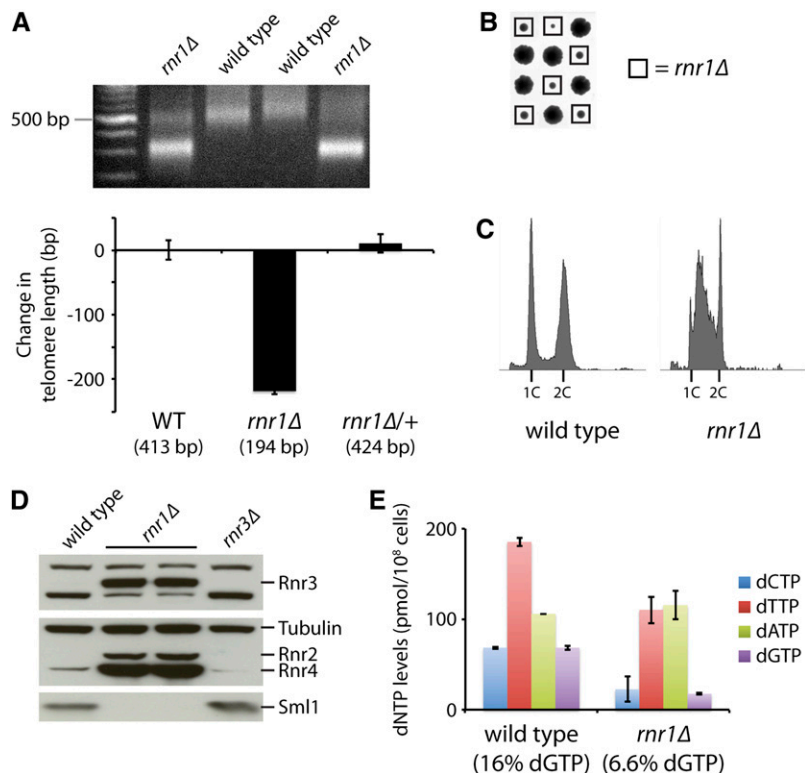 A
rnr1Δ
wild type
wild type
rnr1Δ
500 bp
Change in
telomere length (bp)
0
-100
-200
WT
(413 bp)
rnr1Δ
(194 bp)
rnr1Δ/+
(424 bp)
B
= rnr1Δ
C
1C
2C
wild type
1C
2C
rnr1Δ
D
wild type
rnr1Δ
rnr3Δ
Rnr3
Tubulin
Rnr2
Rnr4
Sml1
E
dNTP levels (pmol/10⁸ cells)
200
100
0
wild type
(16% dGTP)
rnr1Δ
(6.6% dGTP)
dCTP
dTTP
dATP
dGTP